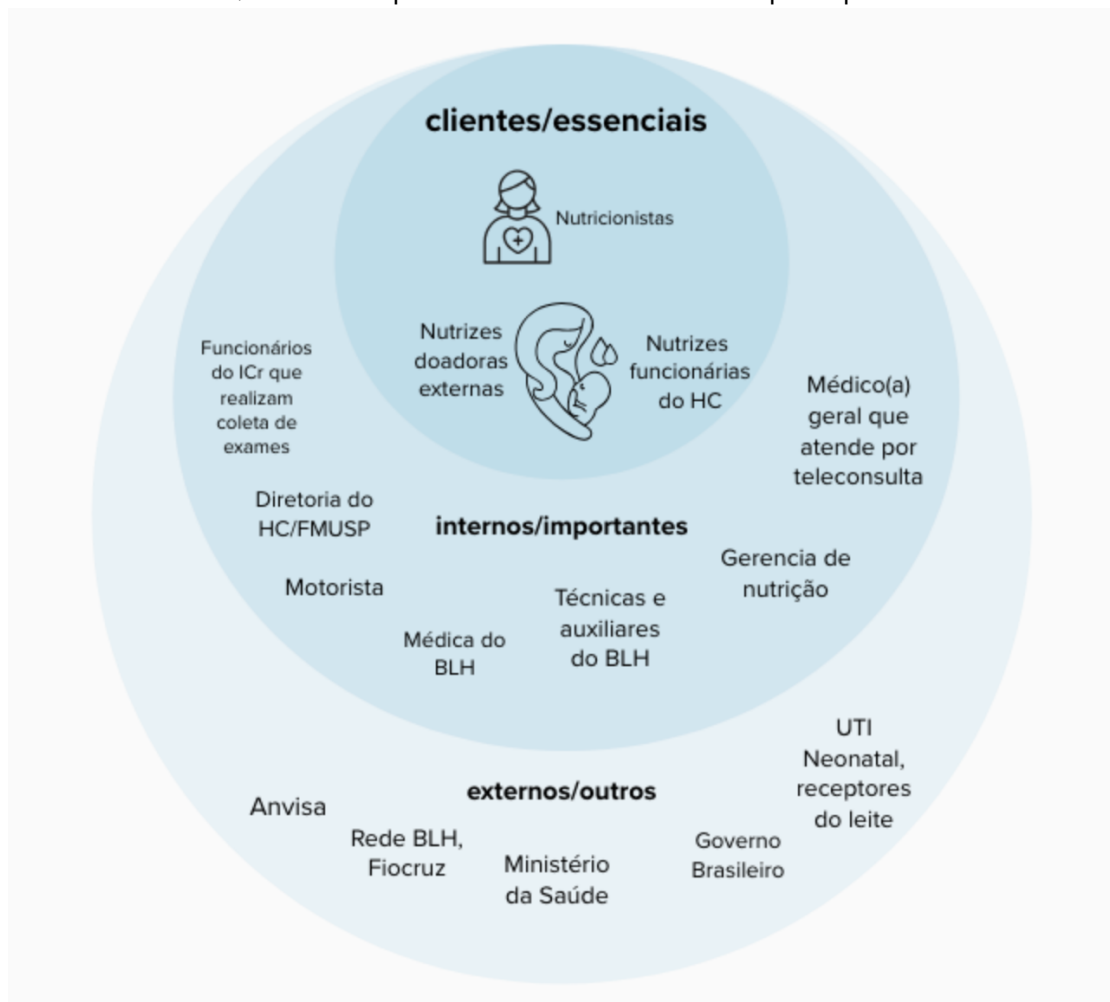 clientes/essenciais
Nutricionistas
Nutrizes
doadoras
externas
Nutrizes
funcionárias
do HC
Funcionários
do ICr que
realizam
coleta de
exames
Médico(a)
geral que
atende por
teleconsulta
Diretoria do
HC/FMUSP
internos/importantes
Gerencia de
nutrição
Motorista
Técnicas e
auxiliares
do BLH
Médica do
BLH
UTI
Neonatal,
receptores
do leite
externos/outros
Anvisa
Rede BLH,
Fiocruz
Ministério
da Saúde
Governo
Brasileiro